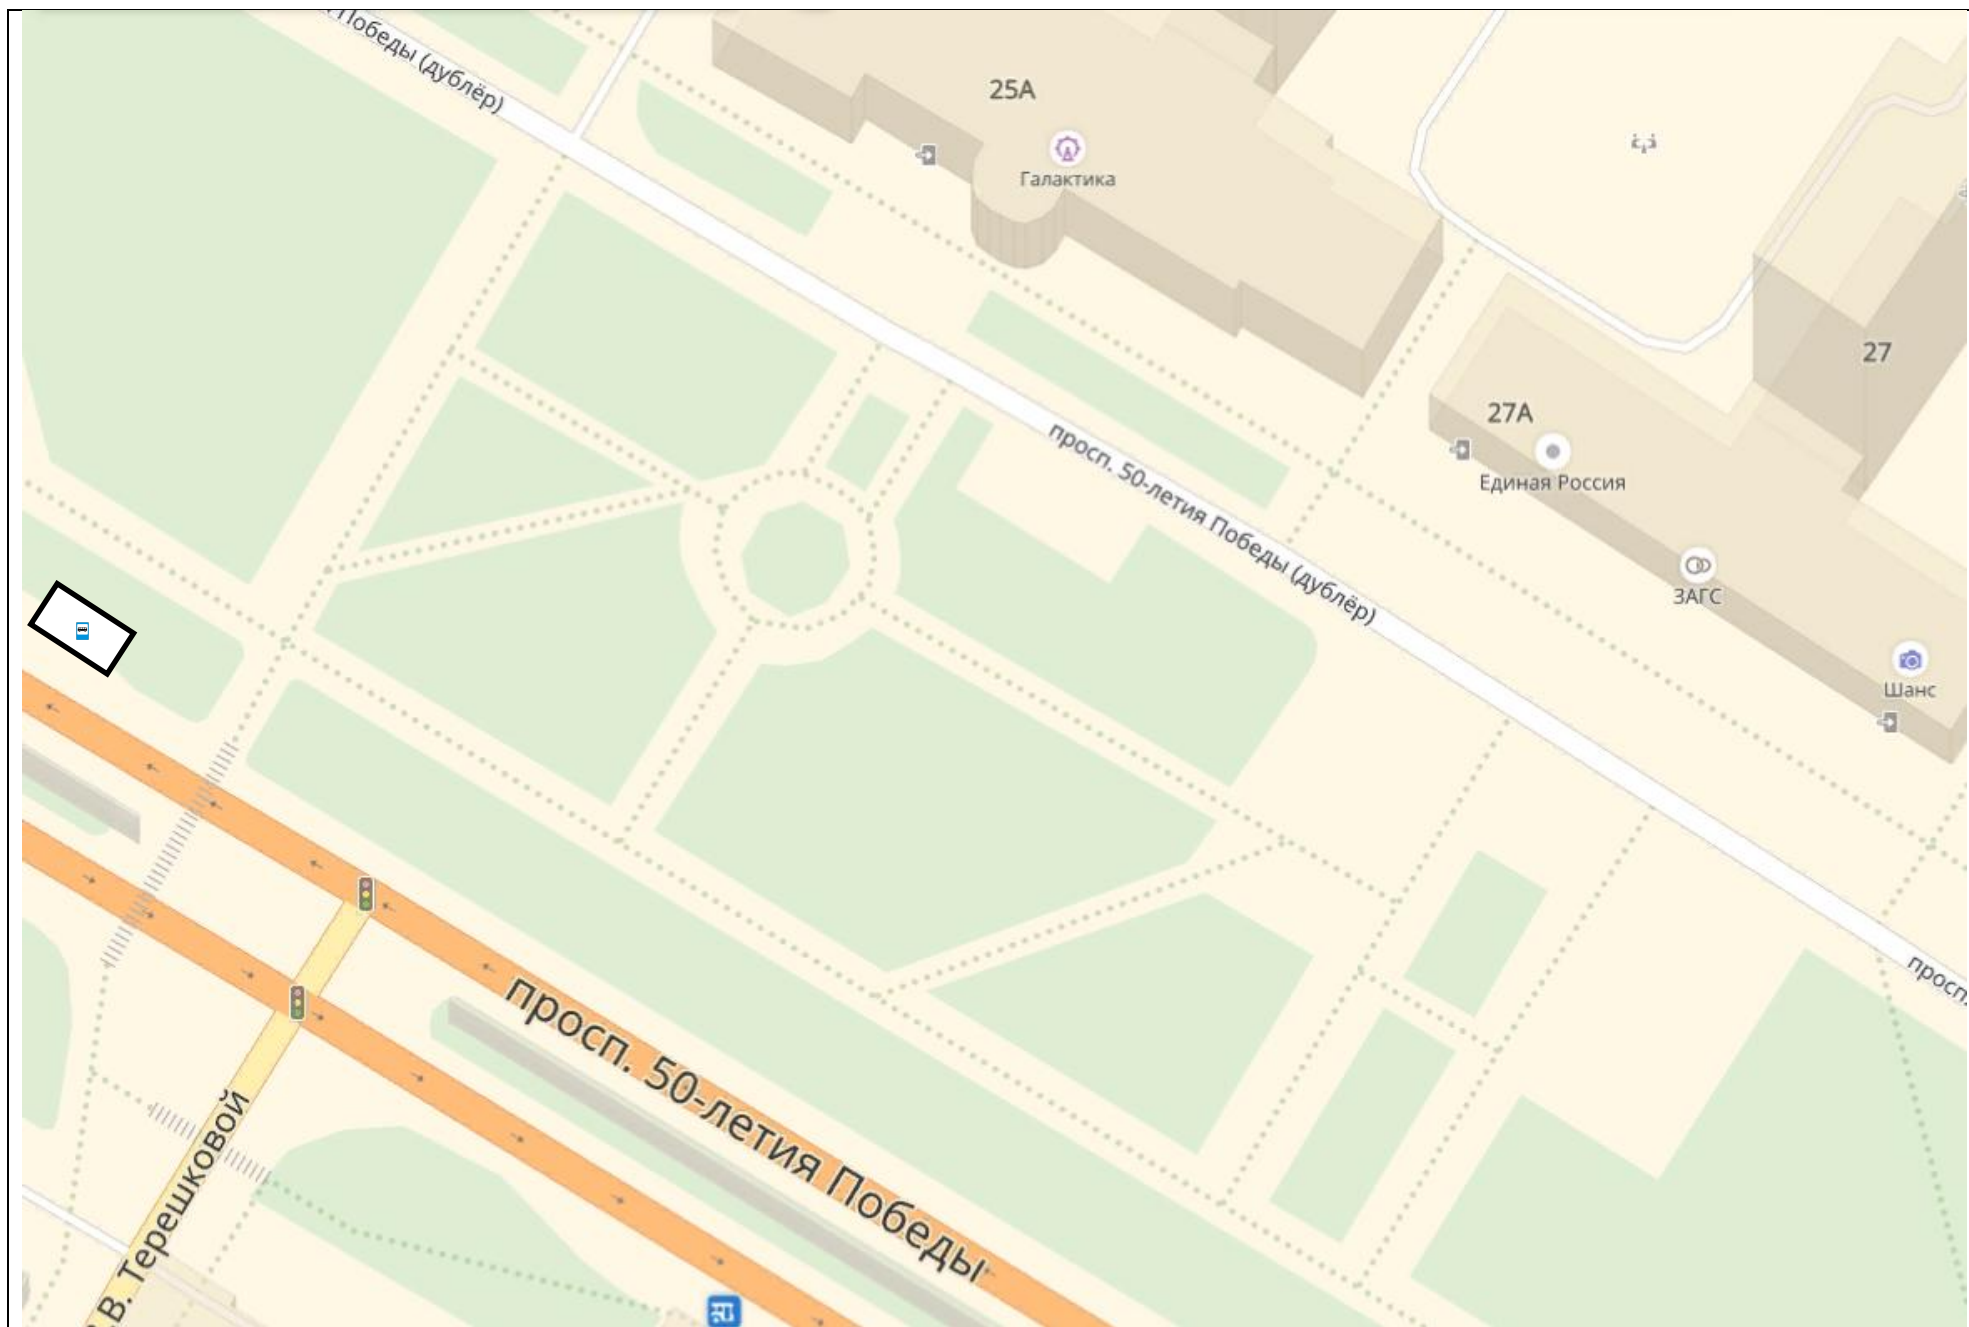 Победы (дублёр)
25А
Галактика
27
27А
Единая Россия
просп. 50-летия Победы (дублёр)
ЗАГС
Шанс
просп.
просп. 50-летия Победы
В. Терешковой